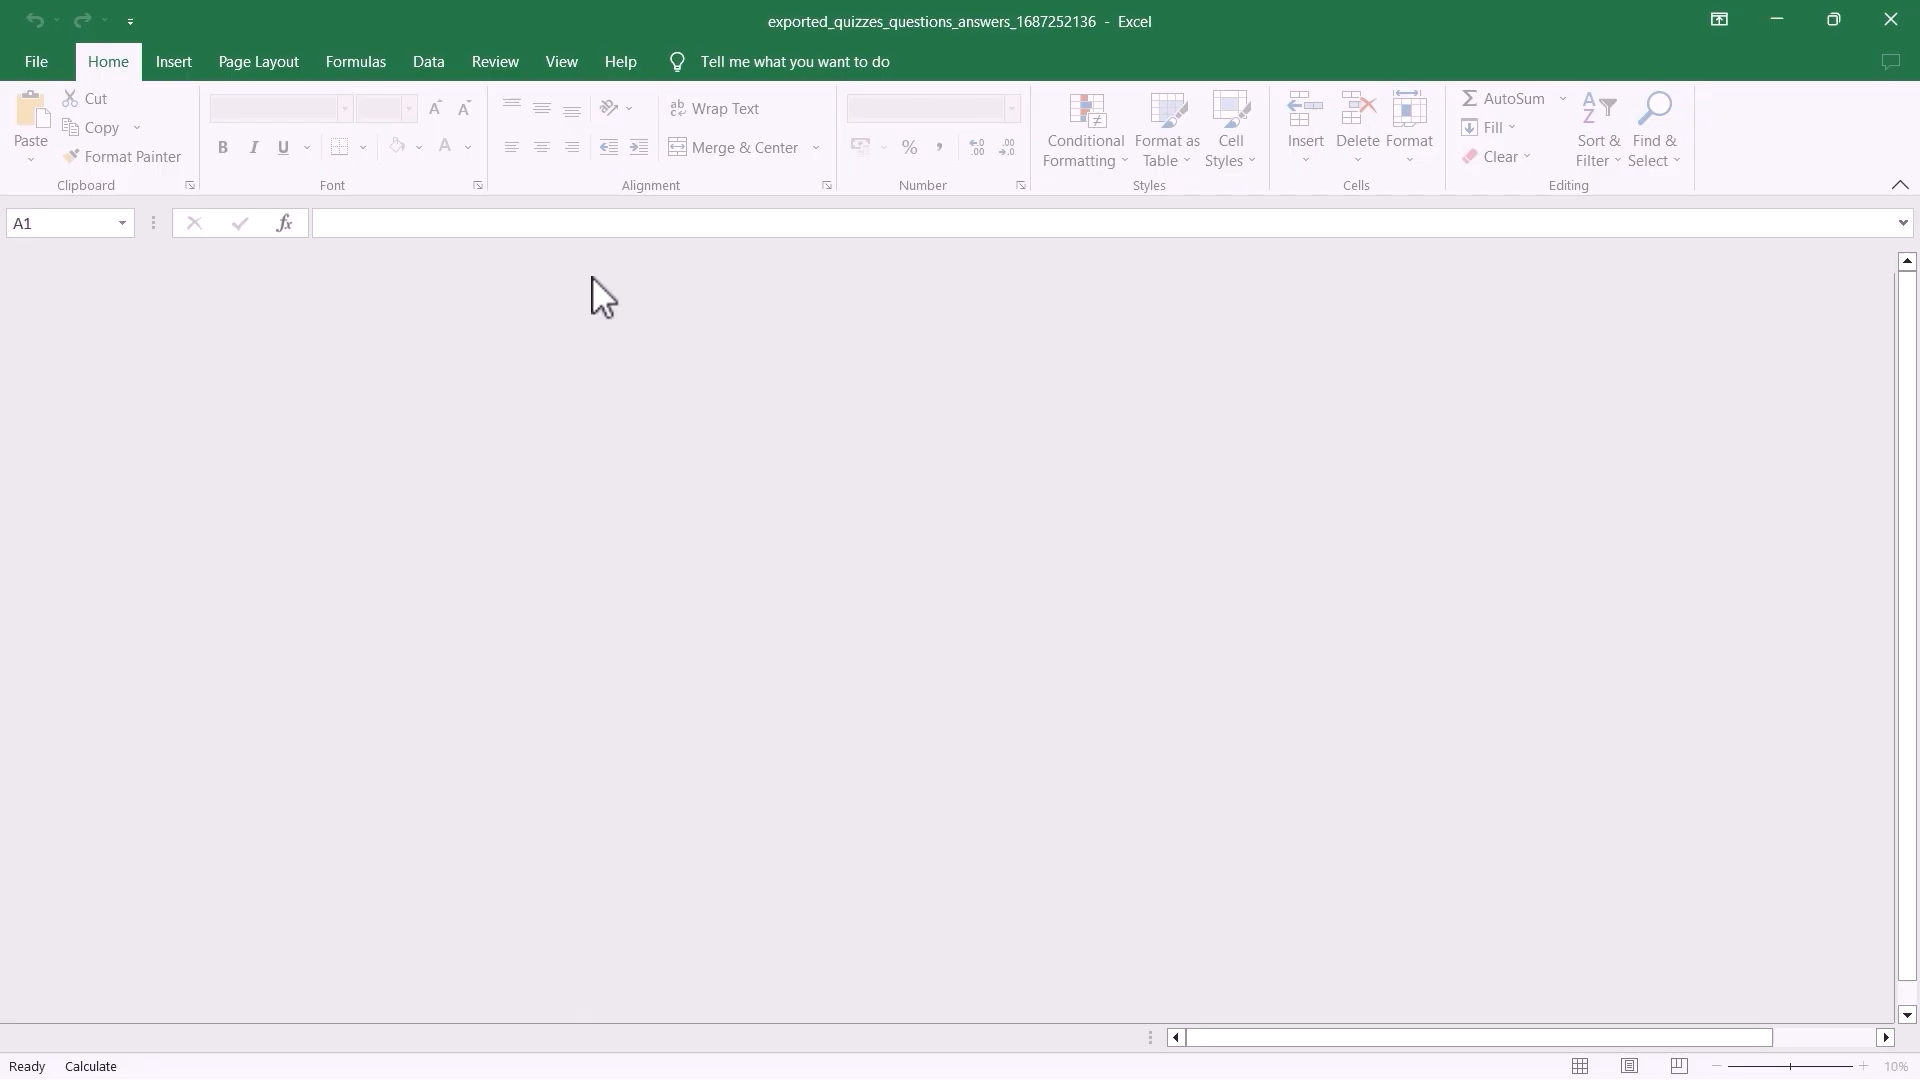 exported_quizzes_questions_answers_1687252136 - Excel
File Home Insert Page Layout Formulas Data Review View Help Tell me what you want to do
Paste
Cut
Copy
Format Painter
Clipboard
B I U A
Font
Wrap Text
Merge & Center
Alignment
% ,
Number
Conditional Formatting
Format as Table
Cell Styles
Styles
Insert
Delete
Format
Cells
AutoSum
Fill
Clear
Sort & Filter
Find & Select
Editing
A1
fx
Ready Calculate
10%